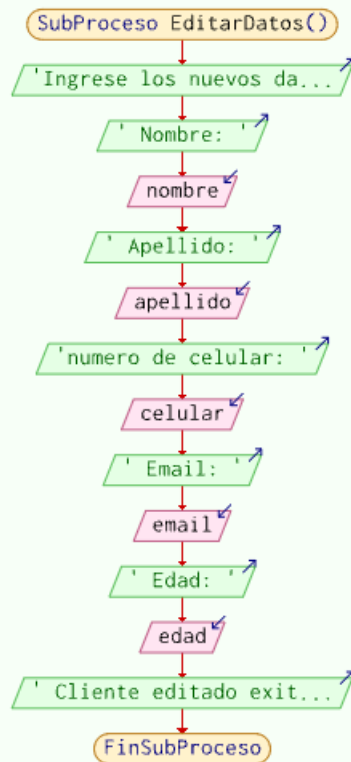 SubProceso EditarDatos()
'Ingrese los nuevos da...
' Nombre: '
nombre
' Apellido: '
apellido
'numero de celular: '
celular
' Email: '
email
' Edad: '
edad
' Cliente editado exit...
FinSubProceso